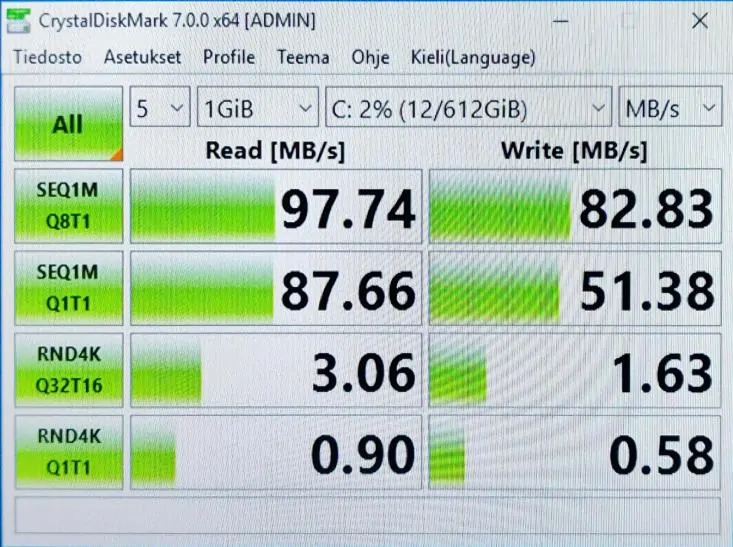 CrystalDiskMark 7.0.0 x64 [ADMIN]
Tiedosto Asetukset Profile Teema Ohje Kieli(Language)
All 5 1GiB C: 2% (12/612GiB) MB/s
Read [MB/s] Write [MB/s]
SEQ1M
Q8T1 97.74 82.83
SEQ1M
Q1T1 87.66 51.38
RND4K
Q32T16 3.06 1.63
RND4K
Q1T1 0.90 0.58